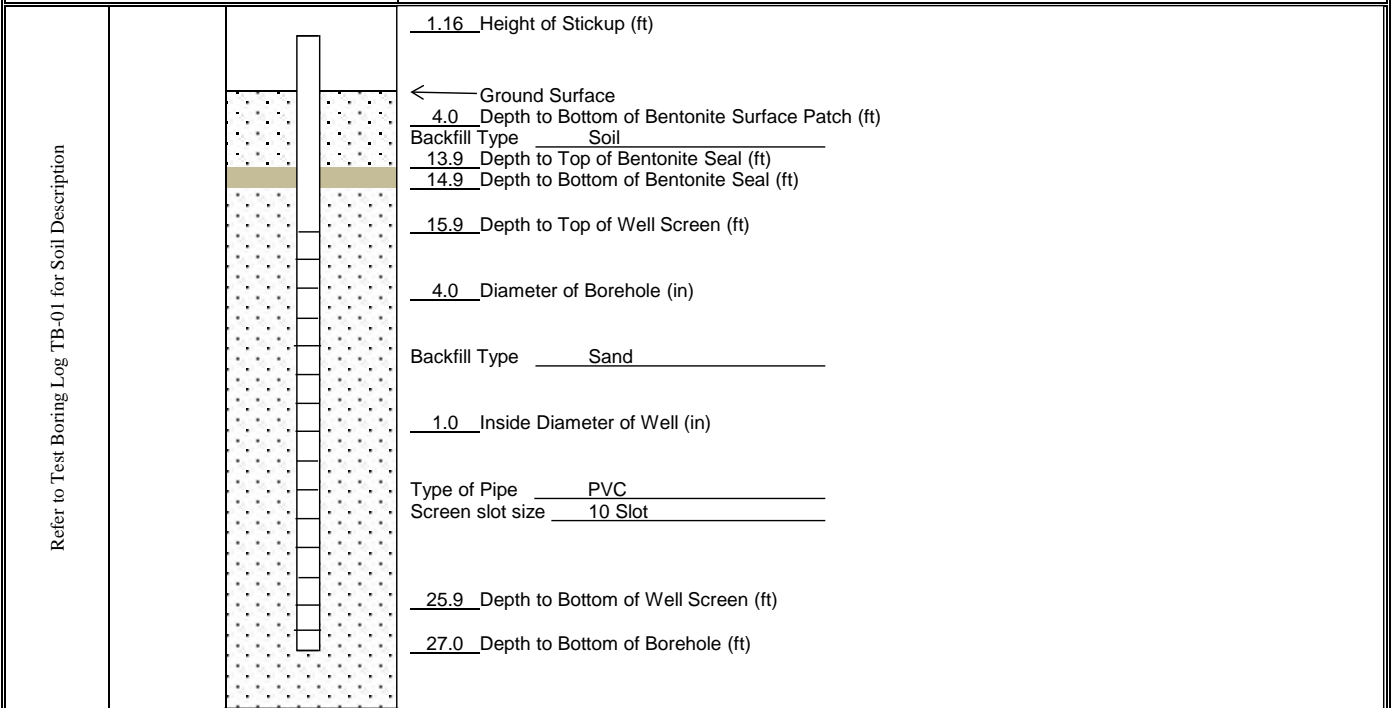 Refer to Test Boring Log TB-01 for Soil Description
1.16 Height of Stickup (ft)
Ground Surface
4.0 Depth to Bottom of Bentonite Surface Patch (ft)
Backfill Type Soil
13.9 Depth to Top of Bentonite Seal (ft)
14.9 Depth to Bottom of Bentonite Seal (ft)
15.9 Depth to Top of Well Screen (ft)
4.0 Diameter of Borehole (in)
Backfill Type Sand
1.0 Inside Diameter of Well (in)
Type of Pipe PVC
Screen slot size 10 Slot
25.9 Depth to Bottom of Well Screen (ft)
27.0 Depth to Bottom of Borehole (ft)